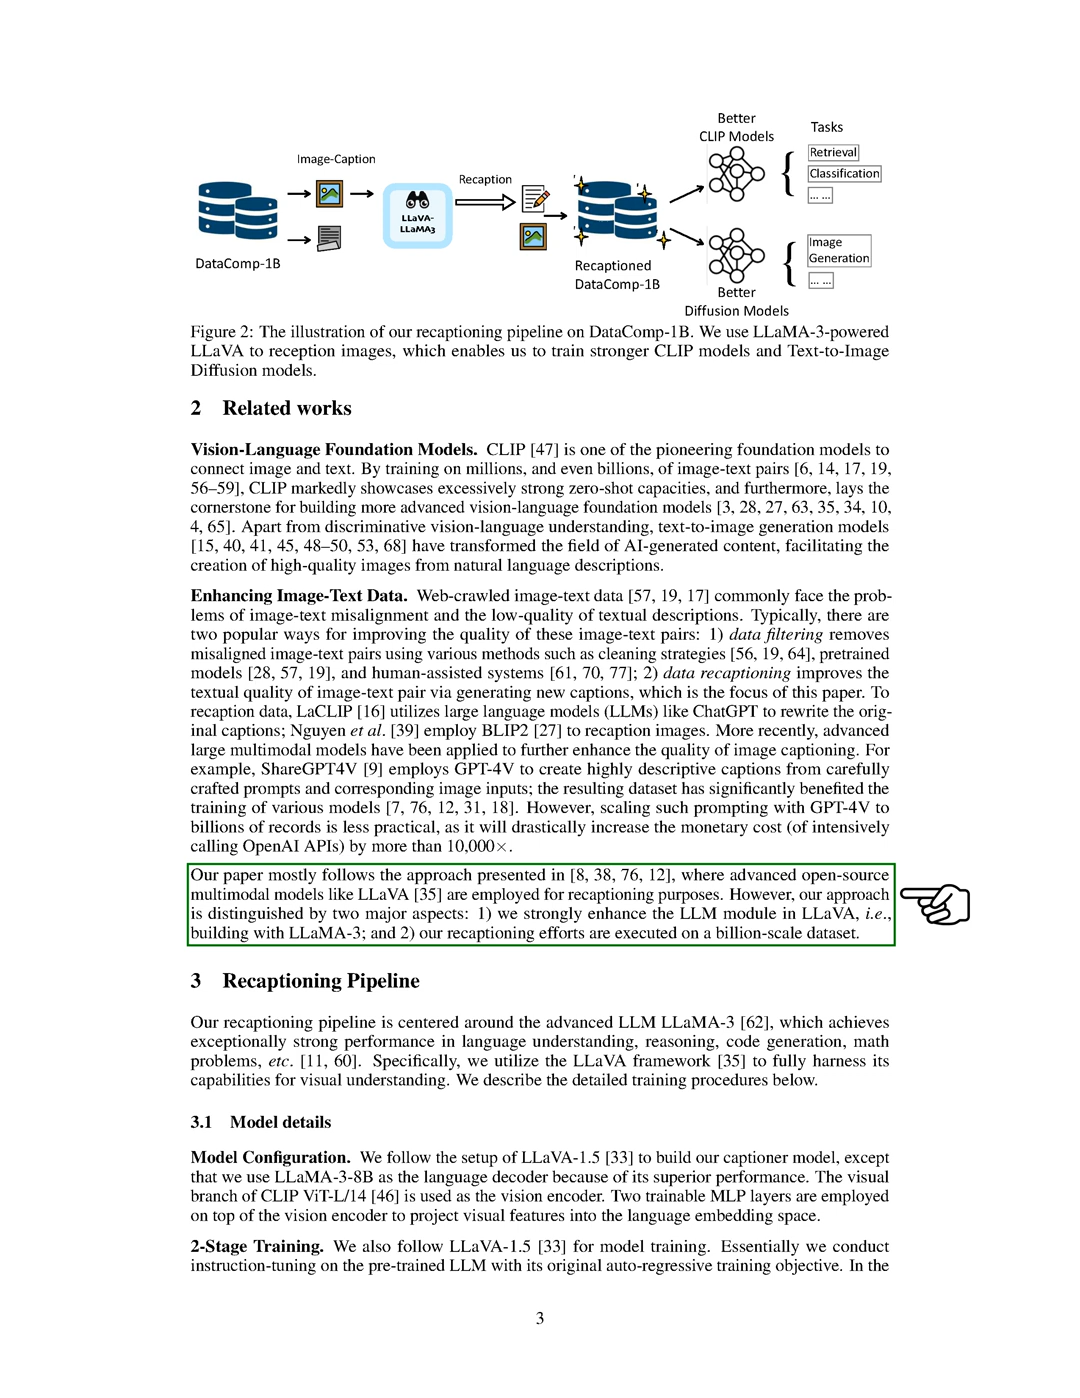 Better
CLIP Models
Tasks
Retrieval
Classification
... ...
Image-Caption
Recaption
LLaVA-
LLaMA3
DataComp-1B
Recaptioned
DataComp-1B
Image
Generation
... ...
Better
Diffusion Models
Figure 2: The illustration of our recaptioning pipeline on DataComp-1B. We use LLaMA-3-powered
LLaVA to reception images, which enables us to train stronger CLIP models and Text-to-Image
Diffusion models.
2 Related works
Vision-Language Foundation Models. CLIP [47] is one of the pioneering foundation models to
connect image and text. By training on millions, and even billions, of image-text pairs [6, 14, 17, 19,
56–59], CLIP markedly showcases excessively strong zero-shot capacities, and furthermore, lays the
cornerstone for building more advanced vision-language foundation models [3, 28, 27, 63, 35, 34, 10,
4, 65]. Apart from discriminative vision-language understanding, text-to-image generation models
[15, 40, 41, 45, 48–50, 53, 68] have transformed the field of AI-generated content, facilitating the
creation of high-quality images from natural language descriptions.
Enhancing Image-Text Data. Web-crawled image-text data [57, 19, 17] commonly face the prob-
lems of image-text misalignment and the low-quality of textual descriptions. Typically, there are
two popular ways for improving the quality of these image-text pairs: 1) data filtering removes
misaligned image-text pairs using various methods such as cleaning strategies [56, 19, 64], pretrained
models [28, 57, 19], and human-assisted systems [61, 70, 77]; 2) data recaptioning improves the
textual quality of image-text pair via generating new captions, which is the focus of this paper. To
recaption data, LaCLIP [16] utilizes large language models (LLMs) like ChatGPT to rewrite the orig-
inal captions; Nguyen et al. [39] employ BLIP2 [27] to recaption images. More recently, advanced
large multimodal models have been applied to further enhance the quality of image captioning. For
example, ShareGPT4V [9] employs GPT-4V to create highly descriptive captions from carefully
crafted prompts and corresponding image inputs; the resulting dataset has significantly benefited the
training of various models [7, 76, 12, 31, 18]. However, scaling such prompting with GPT-4V to
billions of records is less practical, as it will drastically increase the monetary cost (of intensively
calling OpenAI APIs) by more than 10,000×.
Our paper mostly follows the approach presented in [8, 38, 76, 12], where advanced open-source
multimodal models like LLaVA [35] are employed for recaptioning purposes. However, our approach
is distinguished by two major aspects: 1) we strongly enhance the LLM module in LLaVA, i.e.,
building with LLaMA-3; and 2) our recaptioning efforts are executed on a billion-scale dataset.
3 Recaptioning Pipeline
Our recaptioning pipeline is centered around the advanced LLM LLaMA-3 [62], which achieves
exceptionally strong performance in language understanding, reasoning, code generation, math
problems, etc. [11, 60]. Specifically, we utilize the LLaVA framework [35] to fully harness its
capabilities for visual understanding. We describe the detailed training procedures below.
3.1 Model details
Model Configuration. We follow the setup of LLaVA-1.5 [33] to build our captioner model, except
that we use LLaMA-3-8B as the language decoder because of its superior performance. The visual
branch of CLIP ViT-L/14 [46] is used as the vision encoder. Two trainable MLP layers are employed
on top of the vision encoder to project visual features into the language embedding space.
2-Stage Training. We also follow LLaVA-1.5 [33] for model training. Essentially we conduct
instruction-tuning on the pre-trained LLM with its original auto-regressive training objective. In the
3